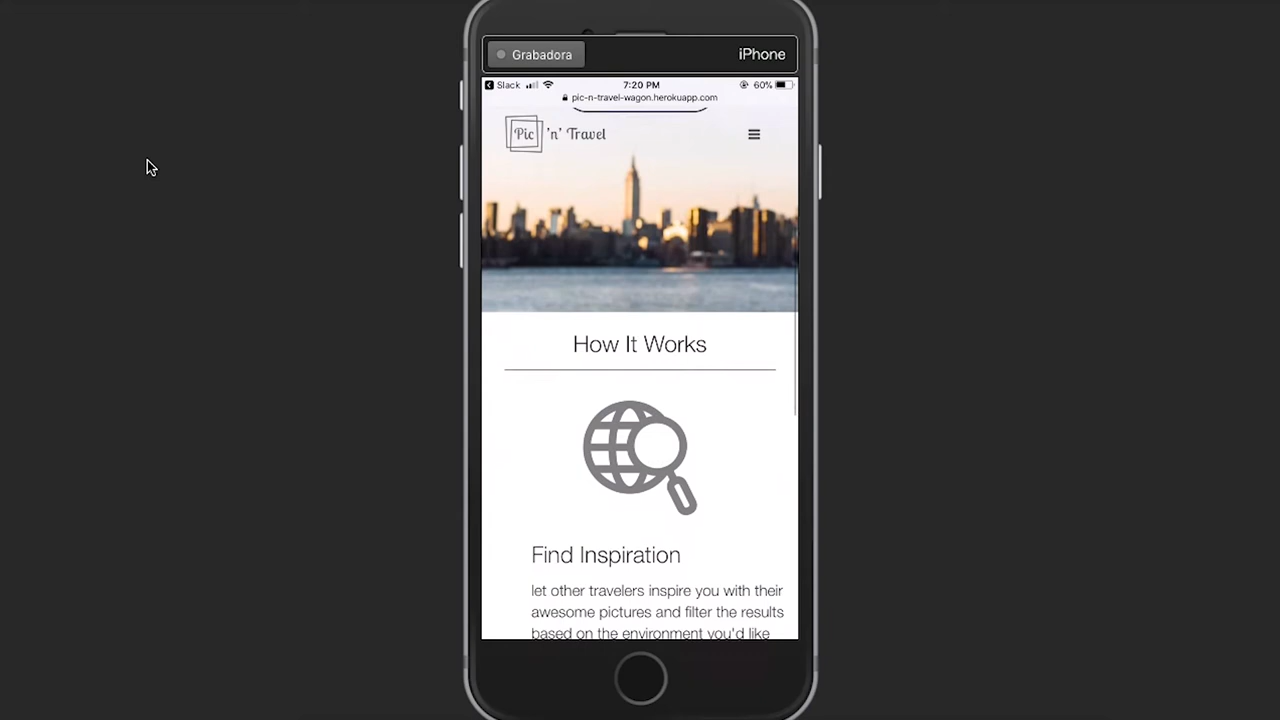 Grabadora
iPhone
Slack 7:20 PM 60%
pic-n-travel-wagon.herokuapp.com
Pic 'n' Travel
How It Works
Find Inspiration
let other travelers inspire you with their
awesome pictures and filter the results
based on the environment you'd like